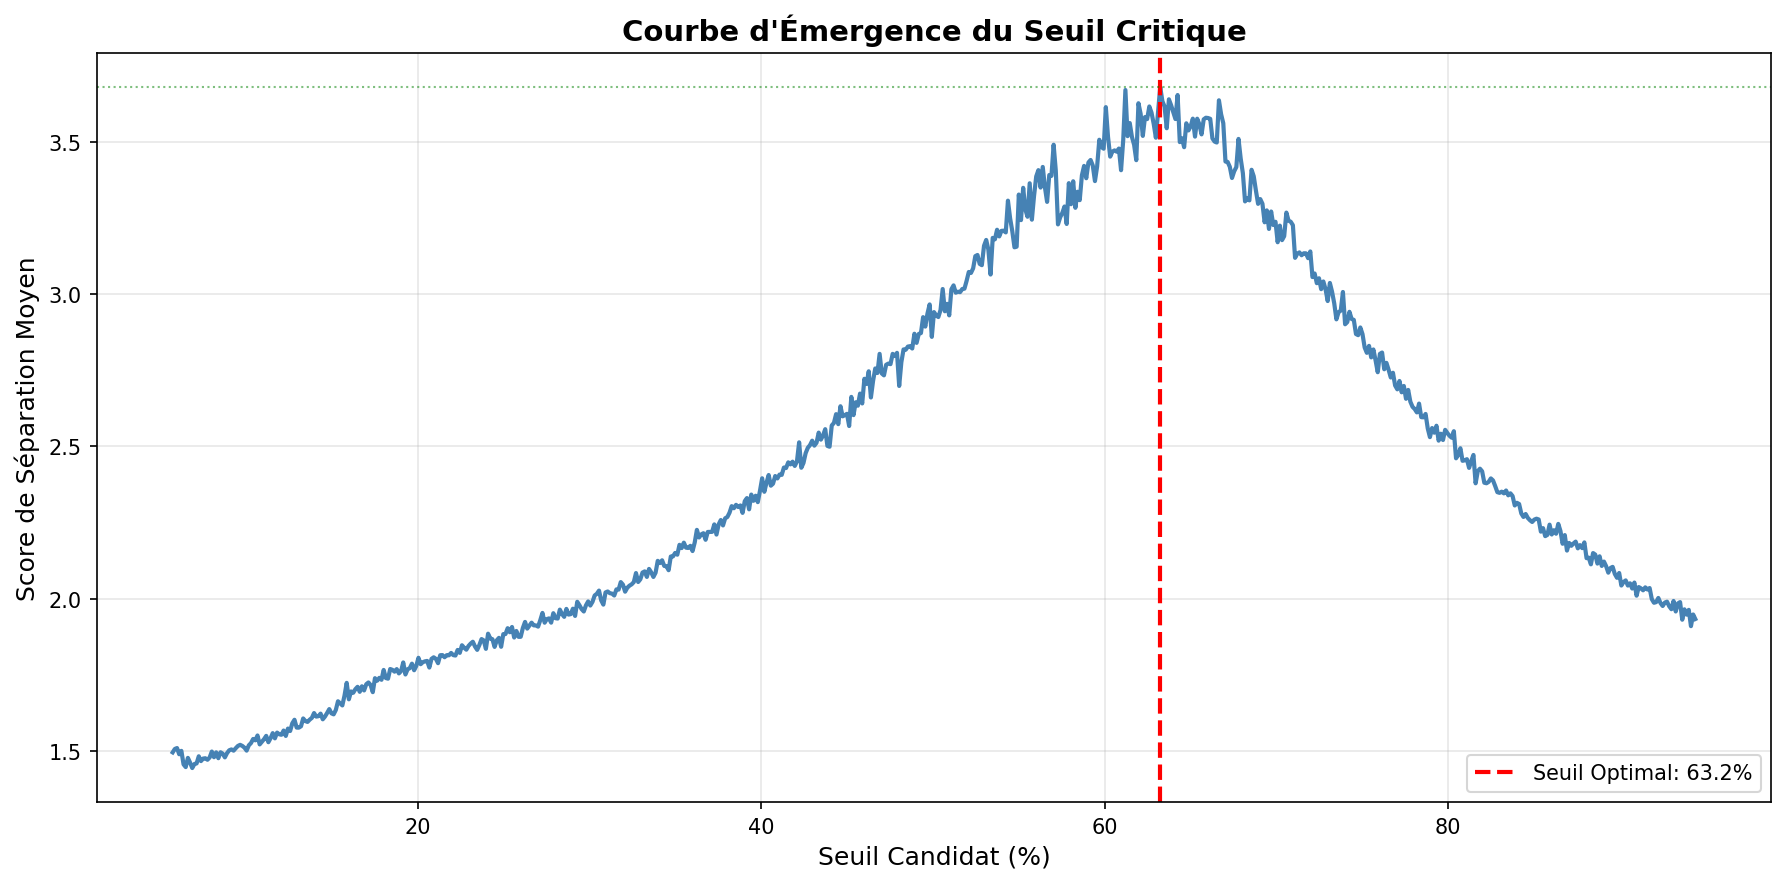 Courbe d'Émergence du Seuil Critique
Score de Séparation Moyen
3.5
3.0
2.5
2.0
1.5
20
40
60
80
Seuil Candidat (%)
Seuil Optimal: 63.2%